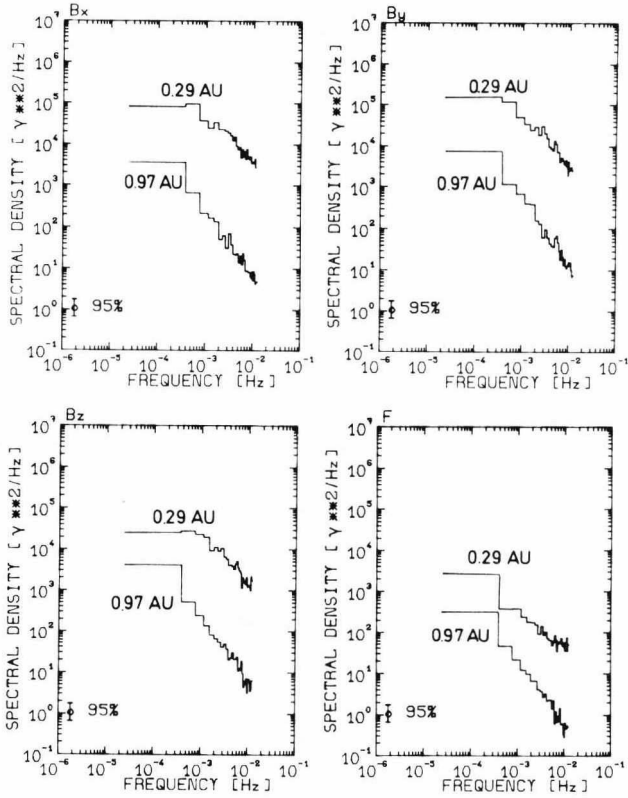 Bx
10⁷
10⁶
10⁵
10⁴
10³
10²
10¹
10⁰
10⁻¹
SPECTRAL DENSITY [ γ **2/Hz]
0.29 AU
0.97 AU
95%
10⁻⁶ 10⁻⁵ 10⁻⁴ 10⁻³ 10⁻² 10⁻¹
FREQUENCY [Hz]
By
10⁷
10⁶
10⁵
10⁴
10³
10²
10¹
10⁰
10⁻¹
SPECTRAL DENSITY [ γ **2/Hz]
0.29 AU
0.97 AU
95%
10⁻⁶ 10⁻⁵ 10⁻⁴ 10⁻³ 10⁻² 10⁻¹
FREQUENCY [Hz]
Bz
10⁷
10⁶
10⁵
10⁴
10³
10²
10¹
10⁰
10⁻¹
SPECTRAL DENSITY [ γ **2/Hz]
0.29 AU
0.97 AU
95%
10⁻⁶ 10⁻⁵ 10⁻⁴ 10⁻³ 10⁻² 10⁻¹
FREQUENCY [Hz]
F
10⁷
10⁶
10⁵
10⁴
10³
10²
10¹
10⁰
10⁻¹
SPECTRAL DENSITY [ γ **2/Hz]
0.29 AU
0.97 AU
95%
10⁻⁶ 10⁻⁵ 10⁻⁴ 10⁻³ 10⁻² 10⁻¹
FREQUENCY [Hz]